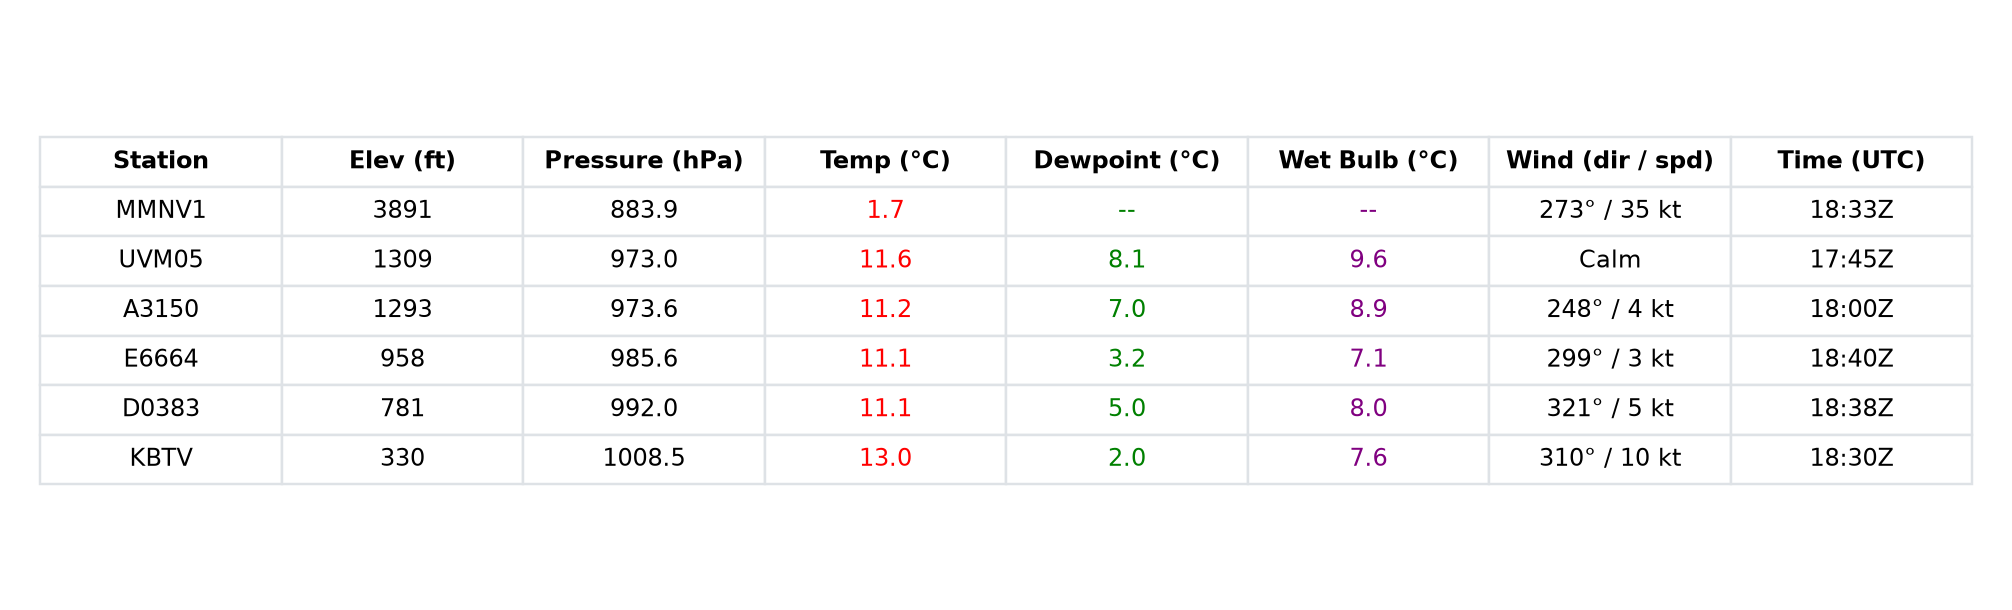 Station Elev (ft) Pressure (hPa) Temp (°C) Dewpoint (°C) Wet Bulb (°C) Wind (dir / spd) Time (UTC)
MMNV1 3891 883.9 1.7 -- -- 273° / 35 kt 18:33Z
UVM05 1309 973.0 11.6 8.1 9.6 Calm 17:45Z
A3150 1293 973.6 11.2 7.0 8.9 248° / 4 kt 18:00Z
E6664 958 985.6 11.1 3.2 7.1 299° / 3 kt 18:40Z
D0383 781 992.0 11.1 5.0 8.0 321° / 5 kt 18:38Z
KBTV 330 1008.5 13.0 2.0 7.6 310° / 10 kt 18:30Z